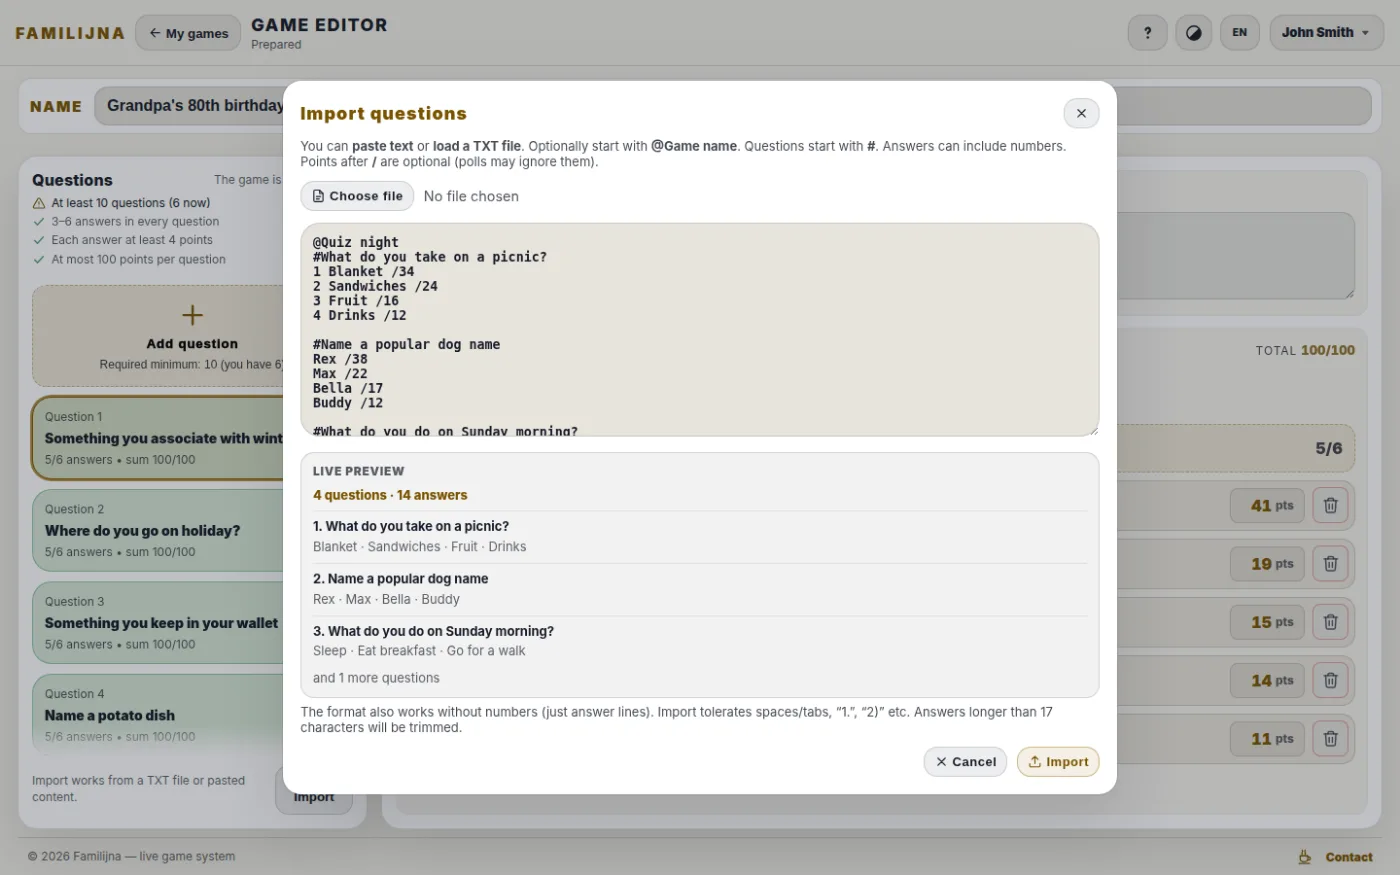 FAMILIJNA
My games
GAME EDITOR
Prepared
?
EN
John Smith
NAME
Grandpa's 80th birthday
Questions
The game is
At least 10 questions (6 now)
3–6 answers in every question
Each answer at least 4 points
At most 100 points per question
Add question
Required minimum: 10 (you have 6)
Question 1
Something you associate with
5/6 answers • sum 100/100
Question 2
Where do you go on holiday?
5/6 answers • sum 100/100
Question 3
Something you keep in your wallet
5/6 answers • sum 100/100
Question 4
Name a potato dish
5/6 answers • sum 100/100
Import works from a TXT file or pasted
content.
Import
Import questions
You can paste text or load a TXT file. Optionally start with @Game name. Questions start with #. Answers can include numbers.
Points after / are optional (polls may ignore them).
Choose file
No file chosen
@Quiz night
#What do you take on a picnic?
1 Blanket /34
2 Sandwiches /24
3 Fruit /16
4 Drinks /12
#Name a popular dog name
Rex /38
Max /22
Bella /17
Buddy /12
#What do you do on Sunday morning?
LIVE PREVIEW
4 questions · 14 answers
1. What do you take on a picnic?
Blanket · Sandwiches · Fruit · Drinks
2. Name a popular dog name
Rex · Max · Bella · Buddy
3. What do you do on Sunday morning?
Sleep · Eat breakfast · Go for a walk
and 1 more questions
The format also works without numbers (just answer lines). Import tolerates spaces/tabs, “1.”, “2)” etc. Answers longer than 17
characters will be trimmed.
Cancel
Import
TOTAL 100/100
5/6
41 pts
19 pts
15 pts
14 pts
11 pts
© 2026 Familijna — live game system
Contact